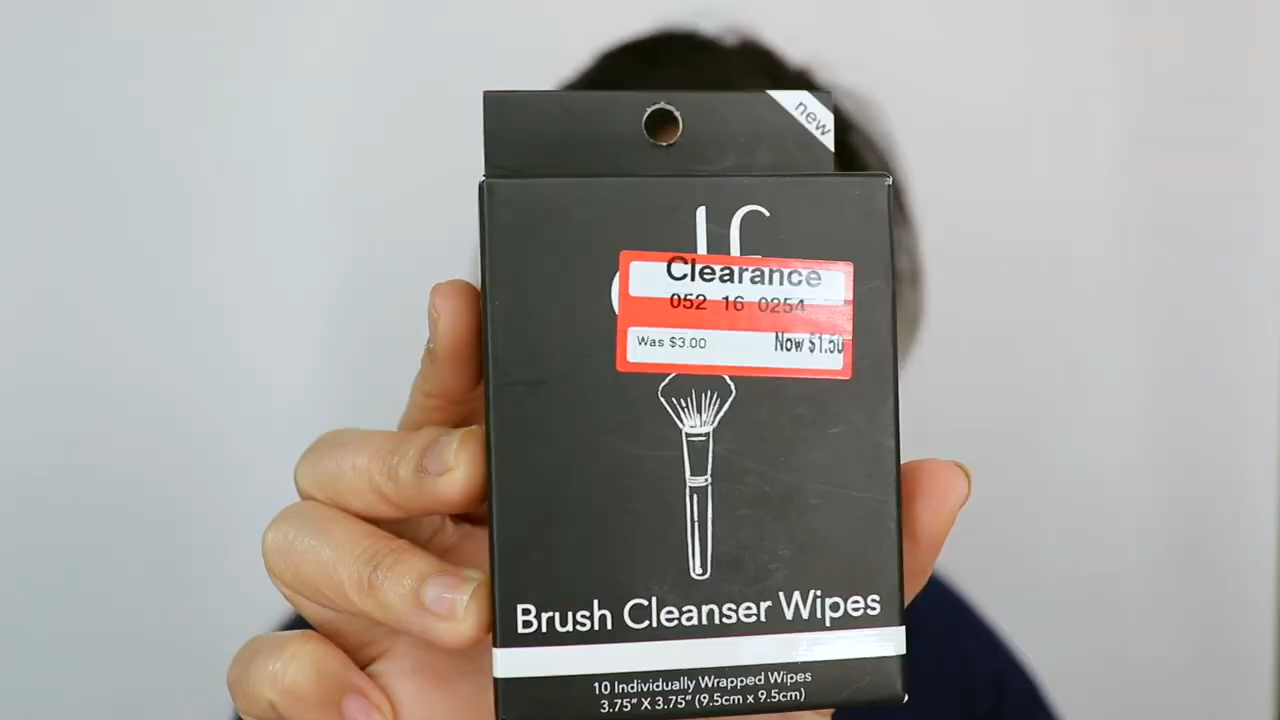 new
Clearance
052 16 0254
Was $3.00 Now $1.50
Brush Cleanser Wipes
10 Individually Wrapped Wipes
3.75” X 3.75” (9.5cm x 9.5cm)